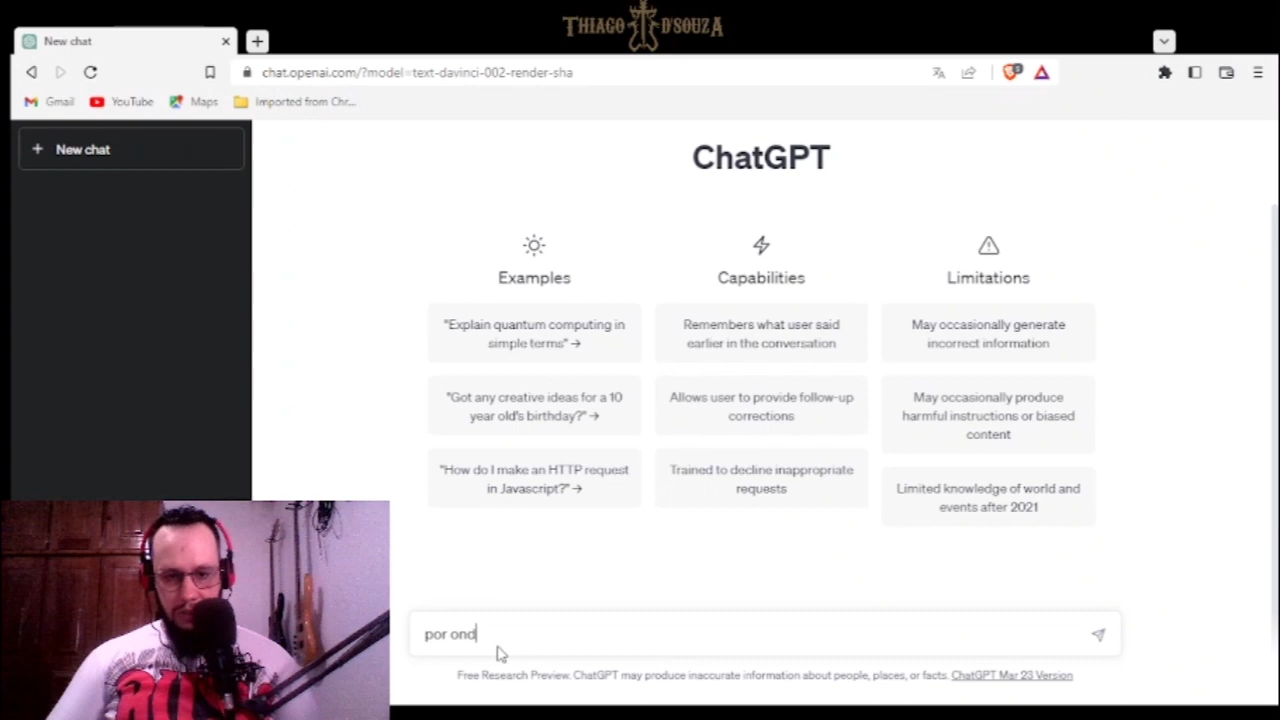 THIAGO D'SOUZA
New chat
chat.openai.com/?model=text-davinci-002-render-sha
Gmail
YouTube
Maps
Imported from Chr...
New chat
ChatGPT
Examples
Capabilities
Limitations
"Explain quantum computing in
simple terms" →
Remembers what user said
earlier in the conversation
May occasionally generate
incorrect information
"Got any creative ideas for a 10
year old's birthday?" →
Allows user to provide follow-up
corrections
May occasionally produce
harmful instructions or biased
content
"How do I make an HTTP request
in Javascript?" →
Trained to decline inappropriate
requests
Limited knowledge of world and
events after 2021
por ond
Free Research Preview. ChatGPT may produce inaccurate information about people, places, or facts. ChatGPT Mar 23 Version